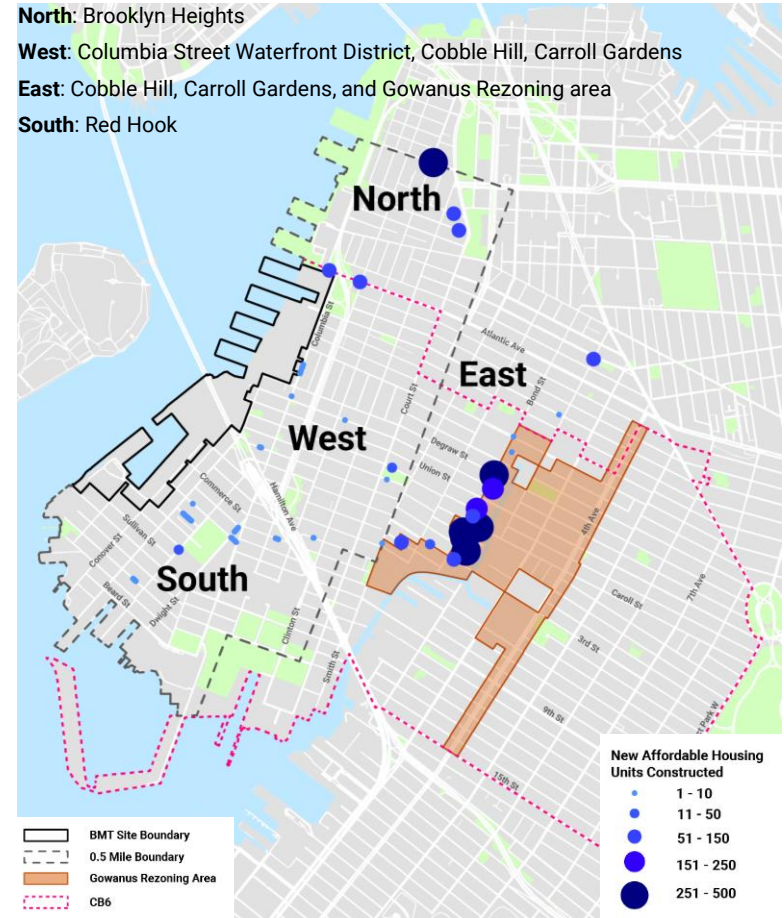 North: Brooklyn Heights
West: Columbia Street Waterfront District, Cobble Hill, Carroll Gardens
East: Cobble Hill, Carroll Gardens, and Gowanus Rezoning area
South: Red Hook
North
Columbia St
Atlantic Ave
East
Bond St
Court St
West
Degraw St
Union St
Commerce St
Hamilton Ave
Sullivan St
4th Ave
Conover St
South
Beard St
Dwight St
Clinton St
Caroll St
7th Ave
3rd St
Smith St
9th St
Park W
15th St
New Affordable Housing
Units Constructed
1 - 10
11 - 50
51 - 150
151 - 250
251 - 500
BMT Site Boundary
0.5 Mile Boundary
Gowanus Rezoning Area
CB6